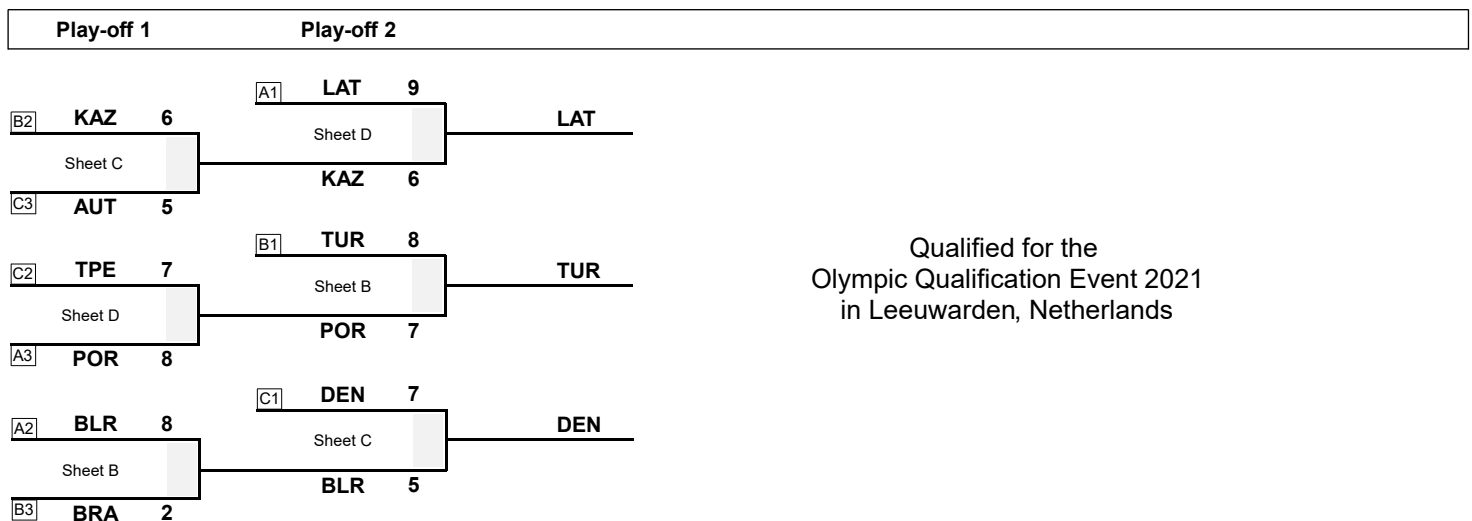 Play-off 1 Play-off 2
A1 LAT 9
B2 KAZ 6
Sheet D
LAT
Sheet C
KAZ 6
C3 AUT 5
B1 TUR 8
C2 TPE 7
Sheet B
TUR
Sheet D
POR 7
A3 POR 8
C1 DEN 7
A2 BLR 8
Sheet C
DEN
Sheet B
BLR 5
B3 BRA 2
Qualified for the
Olympic Qualification Event 2021
in Leeuwarden, Netherlands